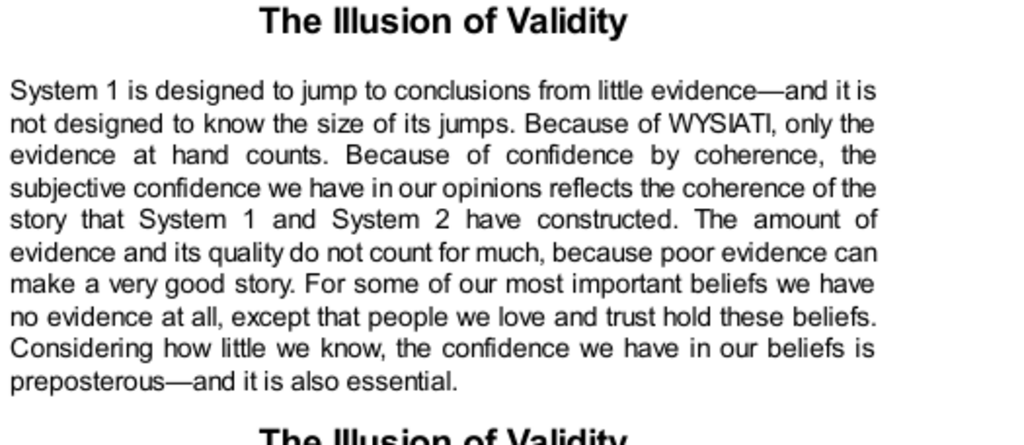 The Illusion of Validity
System 1 is designed to jump to conclusions from little evidence—and it is
not designed to know the size of its jumps. Because of WYSIATI, only the
evidence at hand counts. Because of confidence by coherence, the
subjective confidence we have in our opinions reflects the coherence of the
story that System 1 and System 2 have constructed. The amount of
evidence and its quality do not count for much, because poor evidence can
make a very good story. For some of our most important beliefs we have
no evidence at all, except that people we love and trust hold these beliefs.
Considering how little we know, the confidence we have in our beliefs is
preposterous—and it is also essential.
The Illusion of Validity